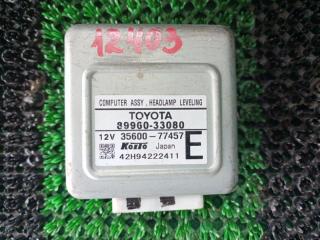 12403
COMPUTER ASSY, HEADLAMP LEVELING
TOYOTA
89960-33080
12V 35600-77457
Koito Japan E
42H94222411